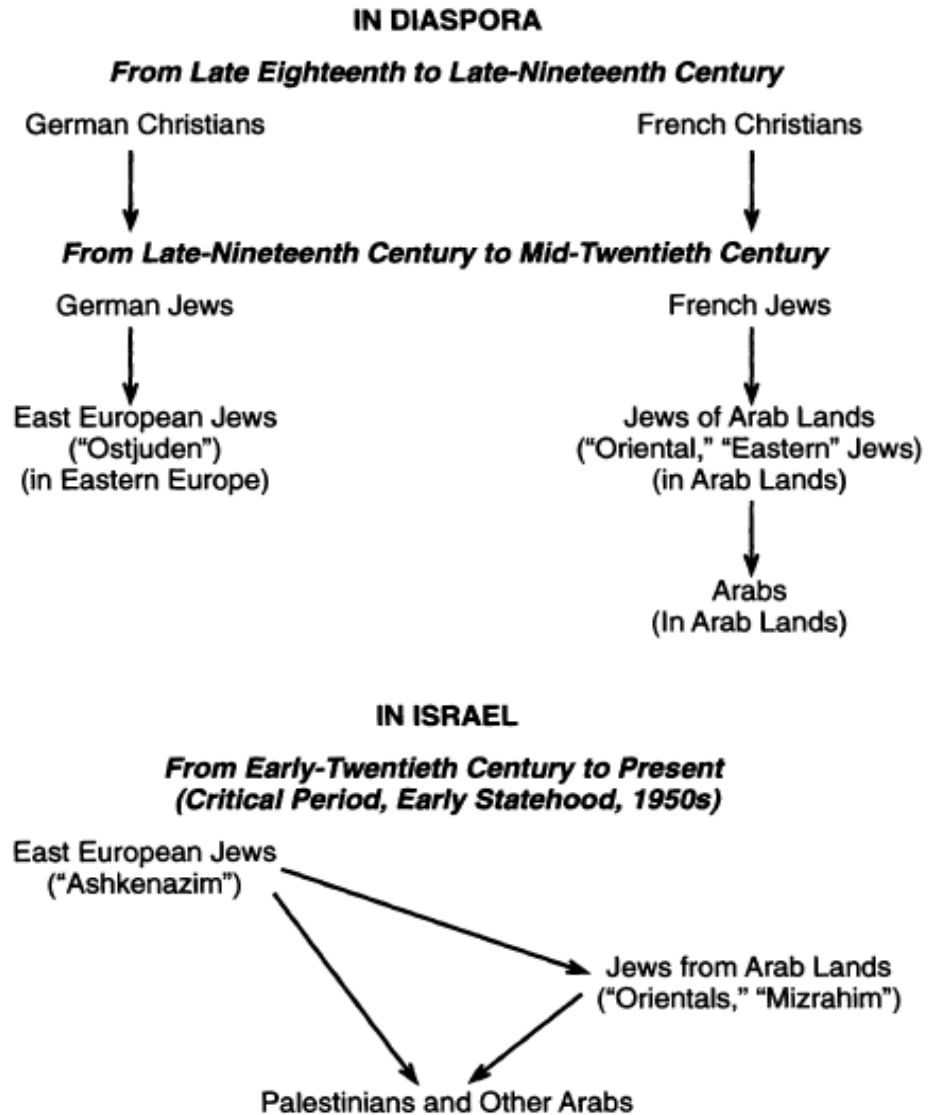 IN DIASPORA
From Late Eighteenth to Late-Nineteenth Century
German Christians
French Christians
From Late-Nineteenth Century to Mid-Twentieth Century
German Jews
French Jews
East European Jews
("Ostjuden")
(in Eastern Europe)
Jews of Arab Lands
("Oriental," "Eastern" Jews)
(in Arab Lands)
Arabs
(In Arab Lands)
IN ISRAEL
From Early-Twentieth Century to Present
(Critical Period, Early Statehood, 1950s)
East European Jews
("Ashkenazim")
Jews from Arab Lands
("Orientals," "Mizrahim")
Palestinians and Other Arabs